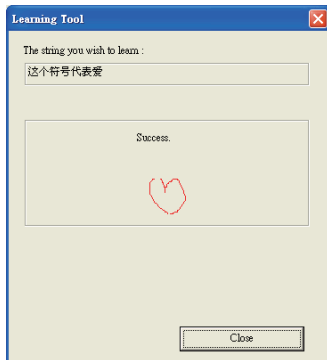 Learning Tool
The string you wish to learn :
这个符号代表爱
Success.
Close